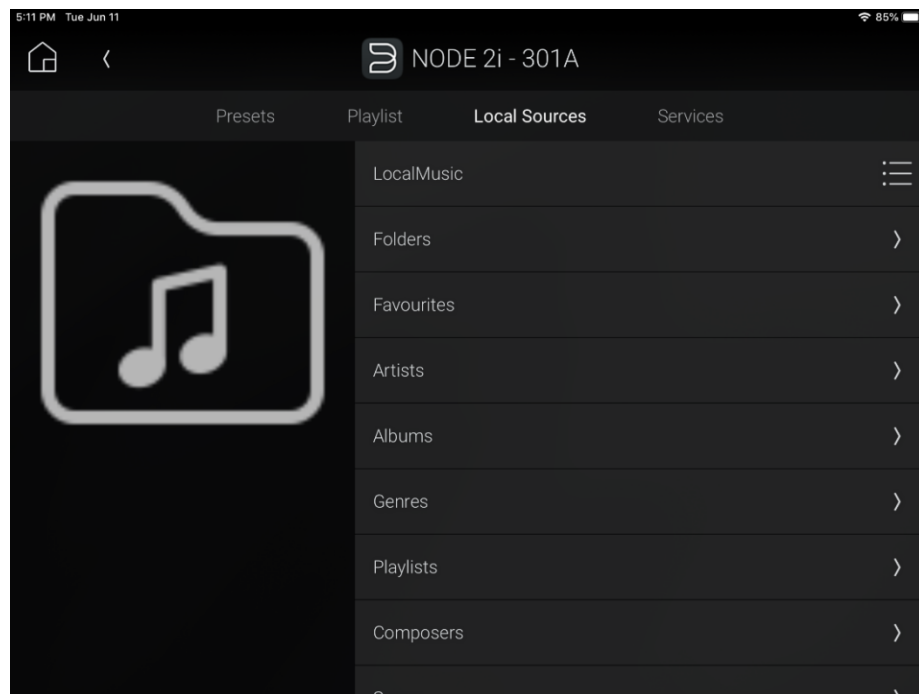 5:11 PM Tue Jun 11 85%
NODE 2i - 301A
Presets Playlist Local Sources Services
LocalMusic
Folders
Favourites
Artists
Albums
Genres
Playlists
Composers